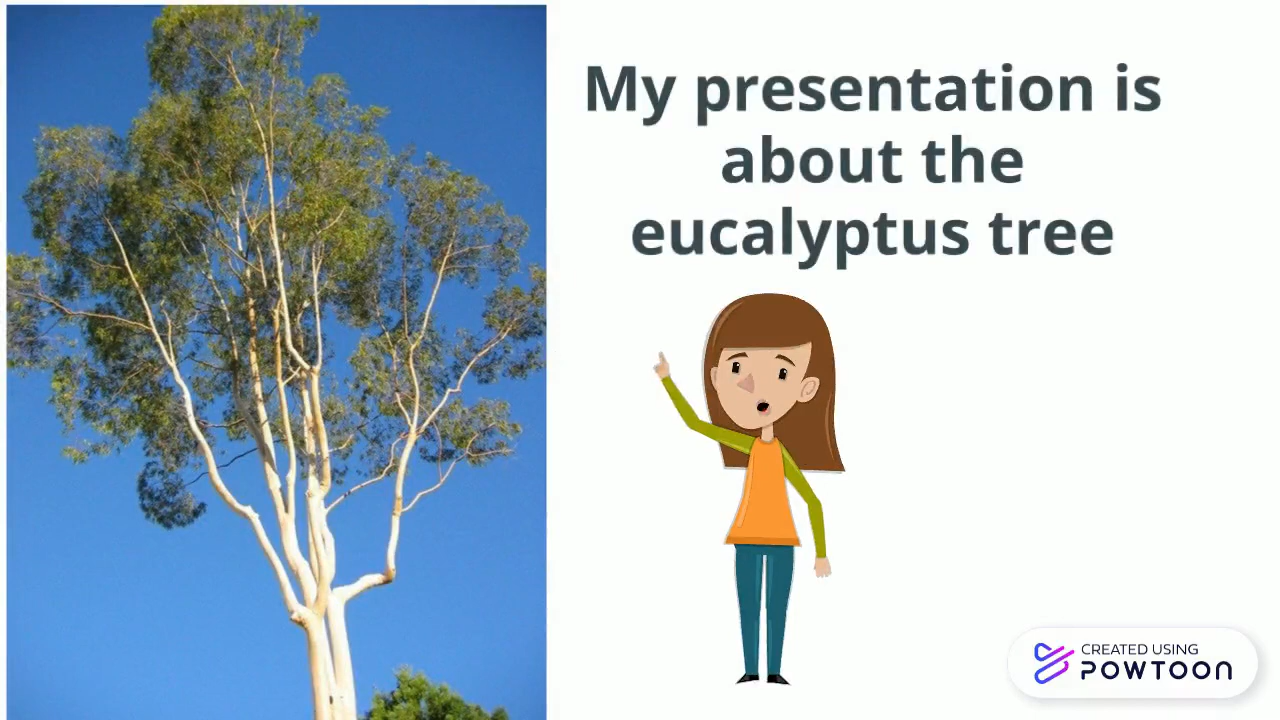 My presentation is
about the
eucalyptus tree
CREATED USING
POWTOON